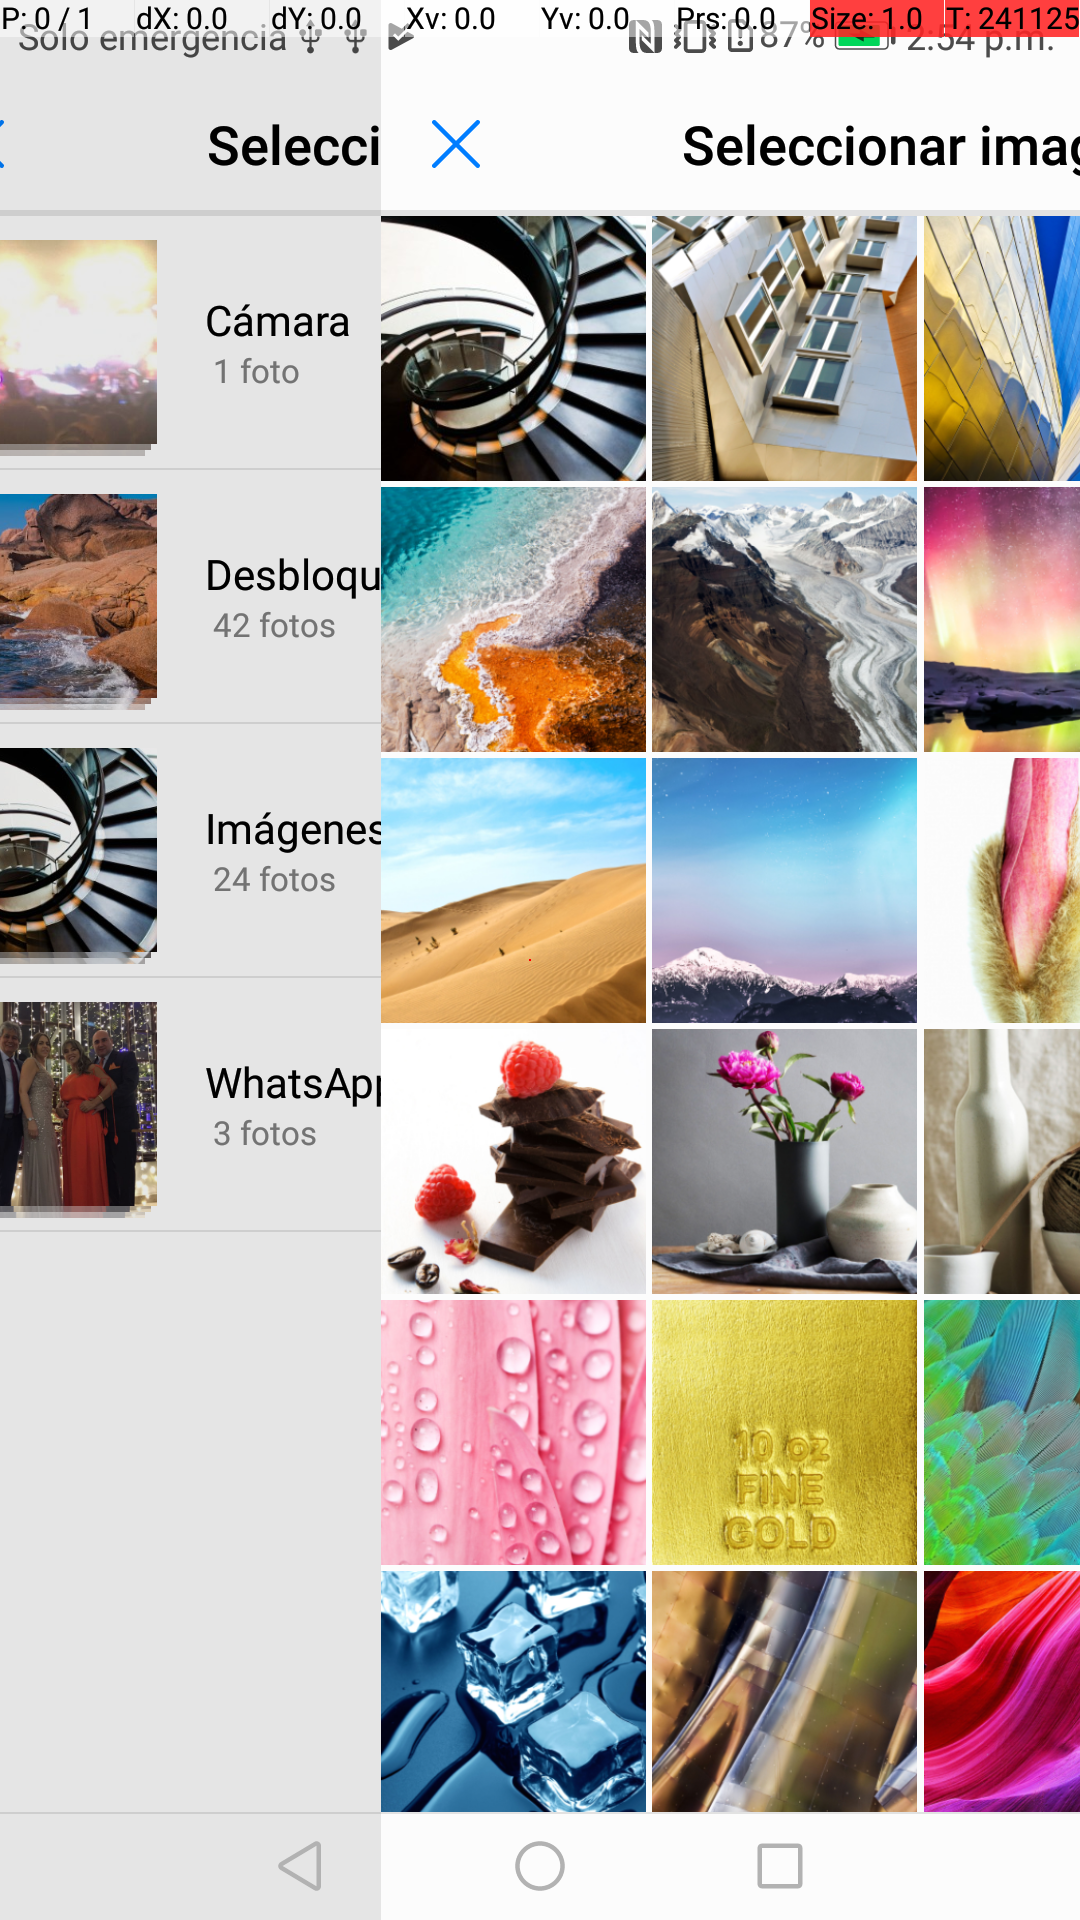 P: 0 / 1 dX: 0.0 dY: 0.0 Xv: 0.0 Yv: 0.0 Prs: 0.0 Size: 1.0 T: 241125
Sólo emergencia 87% 2:54 p.m.
Selecci
Seleccionar imag
Cámara
1 foto
Desbloqu
42 fotos
Imágenes
24 fotos
WhatsApp
3 fotos
10 oz
FINE
GOLD